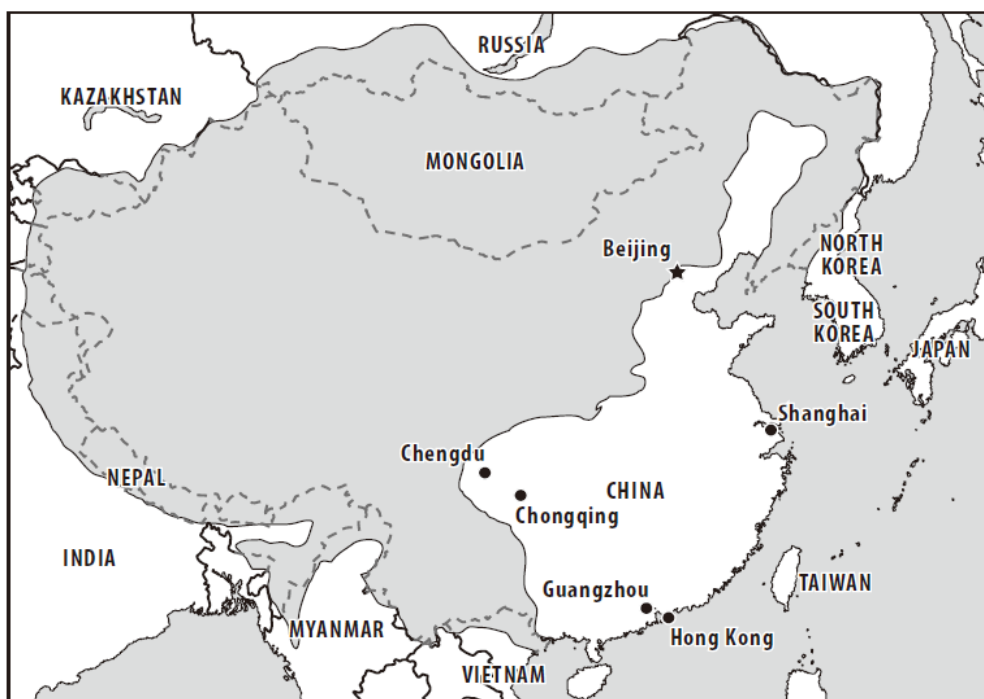 RUSSIA
KAZAKHSTAN
MONGOLIA
Beijing
NORTH
KOREA
SOUTH
KOREA
JAPAN
Shanghai
Chengdu
NEPAL
CHINA
Chongqing
INDIA
TAIWAN
Guangzhou
MYANMAR
Hong Kong
VIETNAM